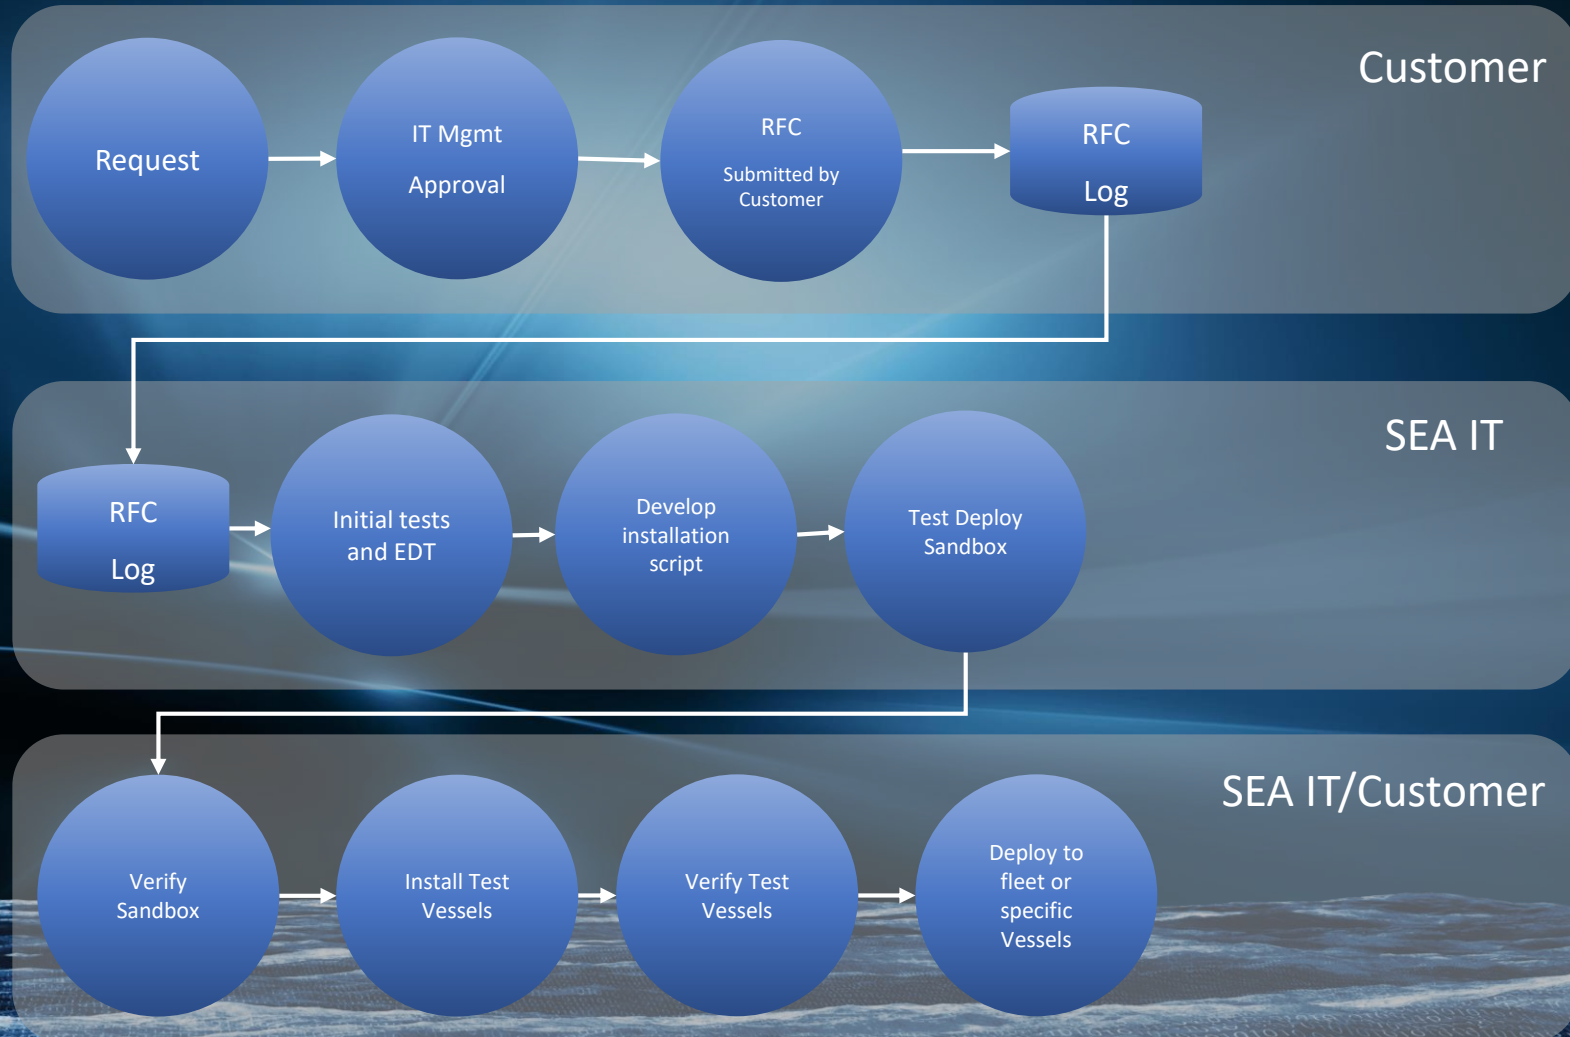 Customer
Request
IT Mgmt
Approval
RFC
Submitted by
Customer
RFC
Log
SEA IT
RFC
Log
Initial tests
and EDT
Develop
installation
script
Test Deploy
Sandbox
SEA IT/Customer
Verify
Sandbox
Install Test
Vessels
Verify Test
Vessels
Deploy to
fleet or
specific
Vessels